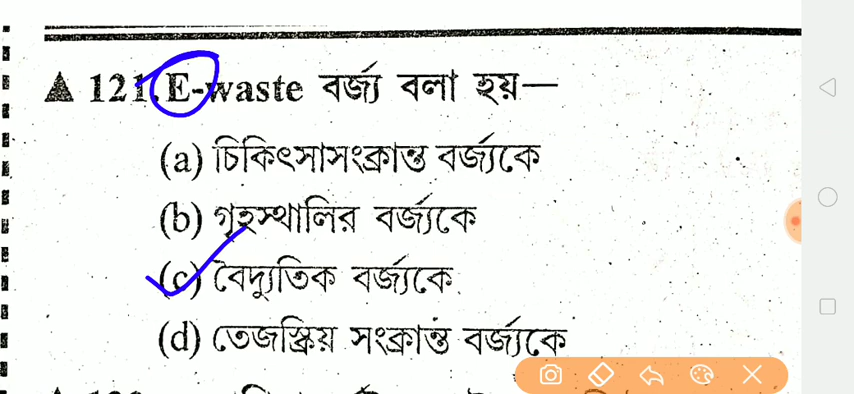 ▲ 121. E-waste বর্জ্য বলা হয়—
(a) চিকিৎসাসংক্রান্ত বর্জ্যকে
(b) গৃহস্থালির বর্জ্যকে
(c) বৈদ্যুতিক বর্জ্যকে
(d) তেজস্ক্রিয় সংক্রান্ত বর্জ্যকে